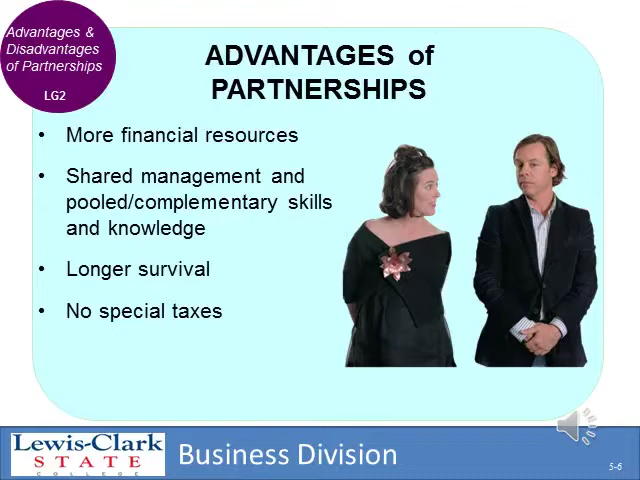 Advantages &
Disadvantages
of Partnerships
LG2
ADVANTAGES of
PARTNERSHIPS
• More financial resources
• Shared management and
pooled/complementary skills
and knowledge
• Longer survival
• No special taxes
Lewis-Clark
STATE
COLLEGE
Business Division
5-6